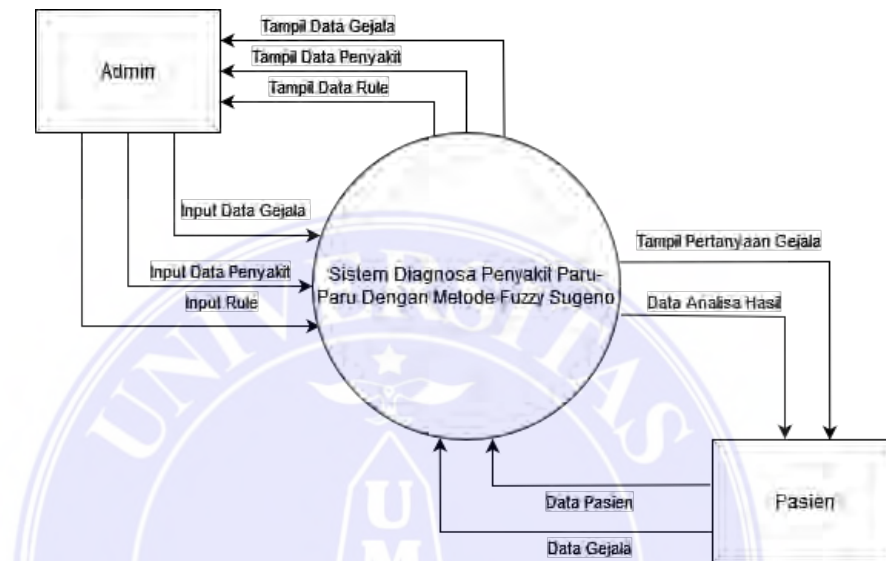 Tampil Data Gejala
Admin
Tampil Data Penyakit
Tampil Data Rule
Input Data Gejala
Tampil Pertanyaan Gejala
Input Data Penyakit
Sistem Diagnosa Penyakit Paru-
Paru Dengan Metode Fuzzy Sugeno
Input Rule
Data Analisa Hasil
UNIVERSITAS
Data Pasien
Pasien
Data Gejala
U
M